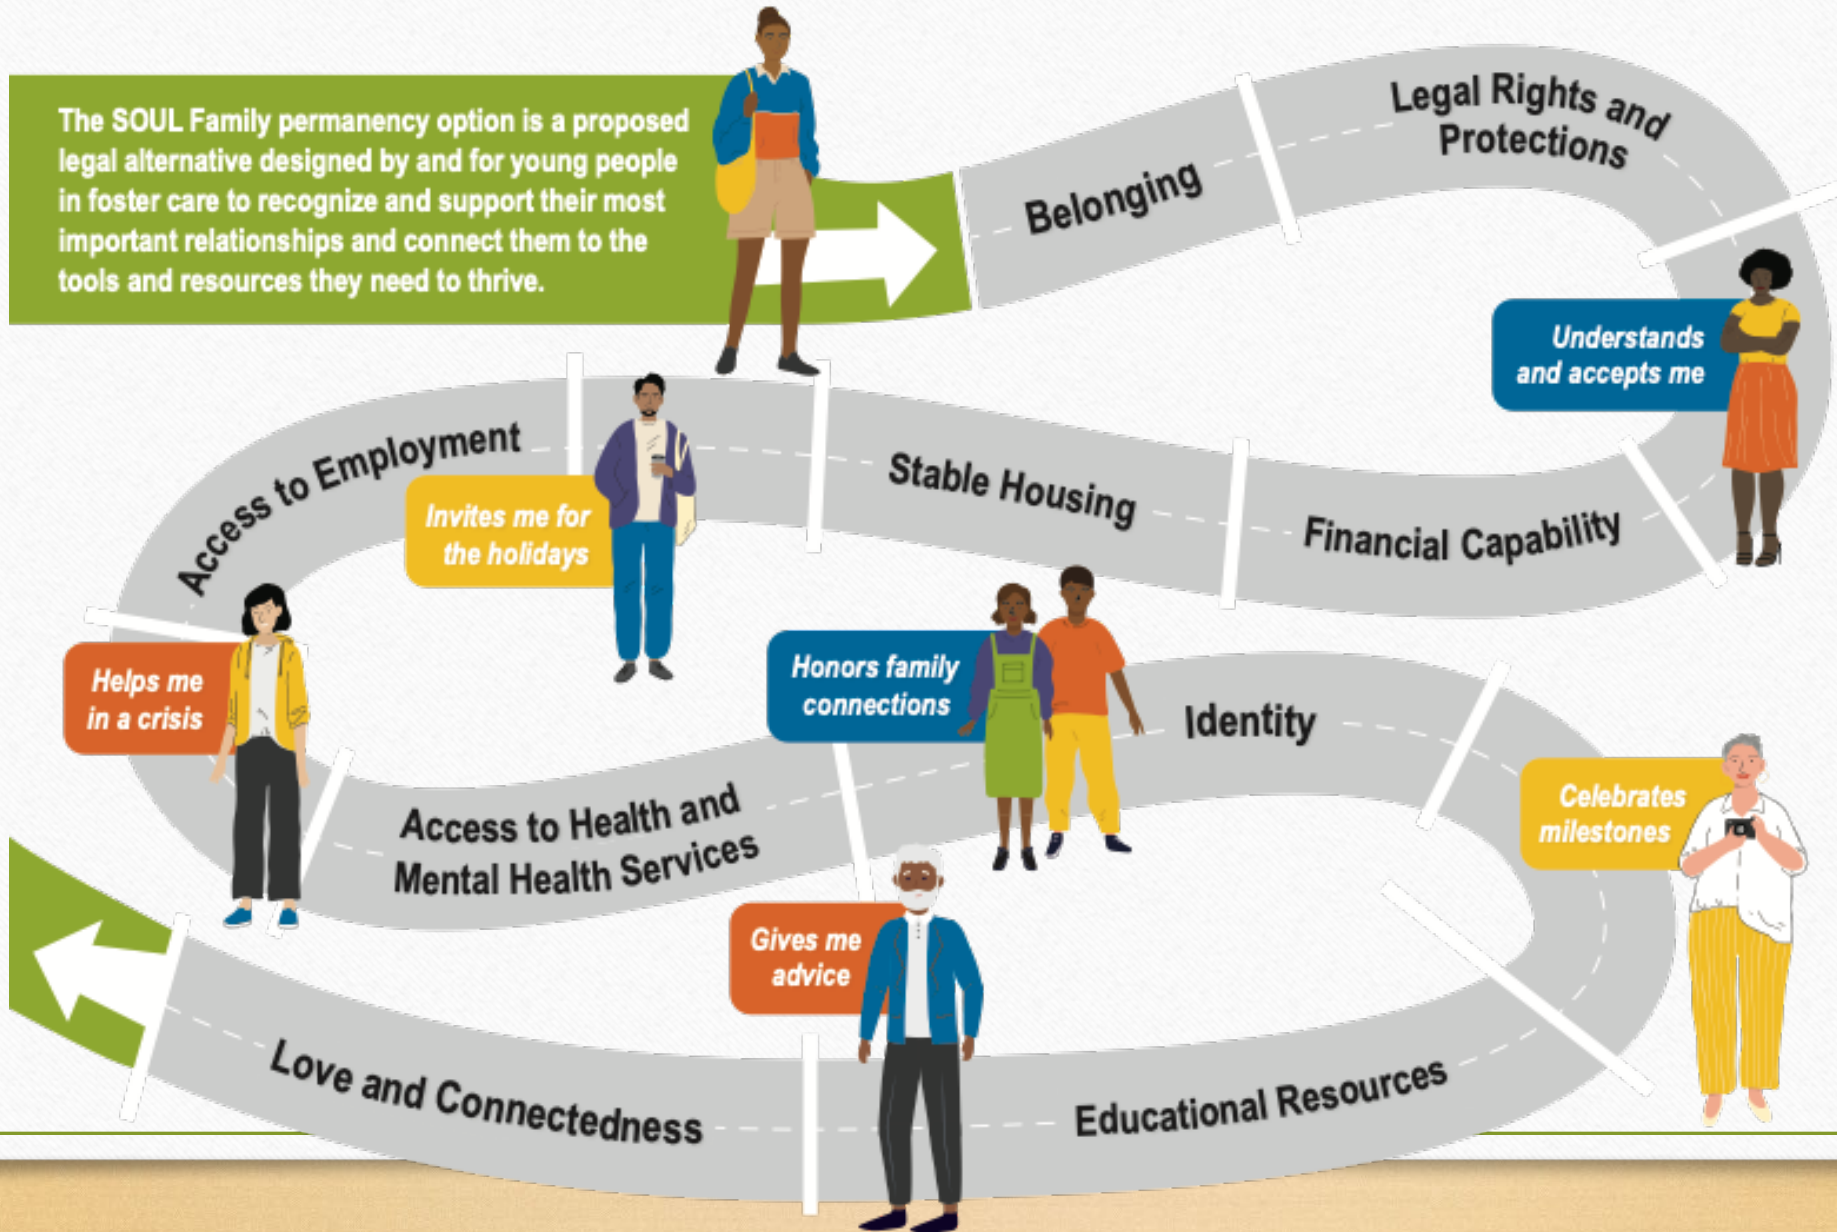 The SOUL Family permanency option is a proposed
legal alternative designed by and for young people
in foster care to recognize and support their most
important relationships and connect them to the
tools and resources they need to thrive.
Belonging
Legal Rights and
Protections
Understands
and accepts me
Financial Capability
Stable Housing
Invites me for
the holidays
Access to Employment
Helps me
in a crisis
Access to Health and
Mental Health Services
Honors family
connections
Identity
Celebrates
milestones
Educational Resources
Gives me
advice
Love and Connectedness